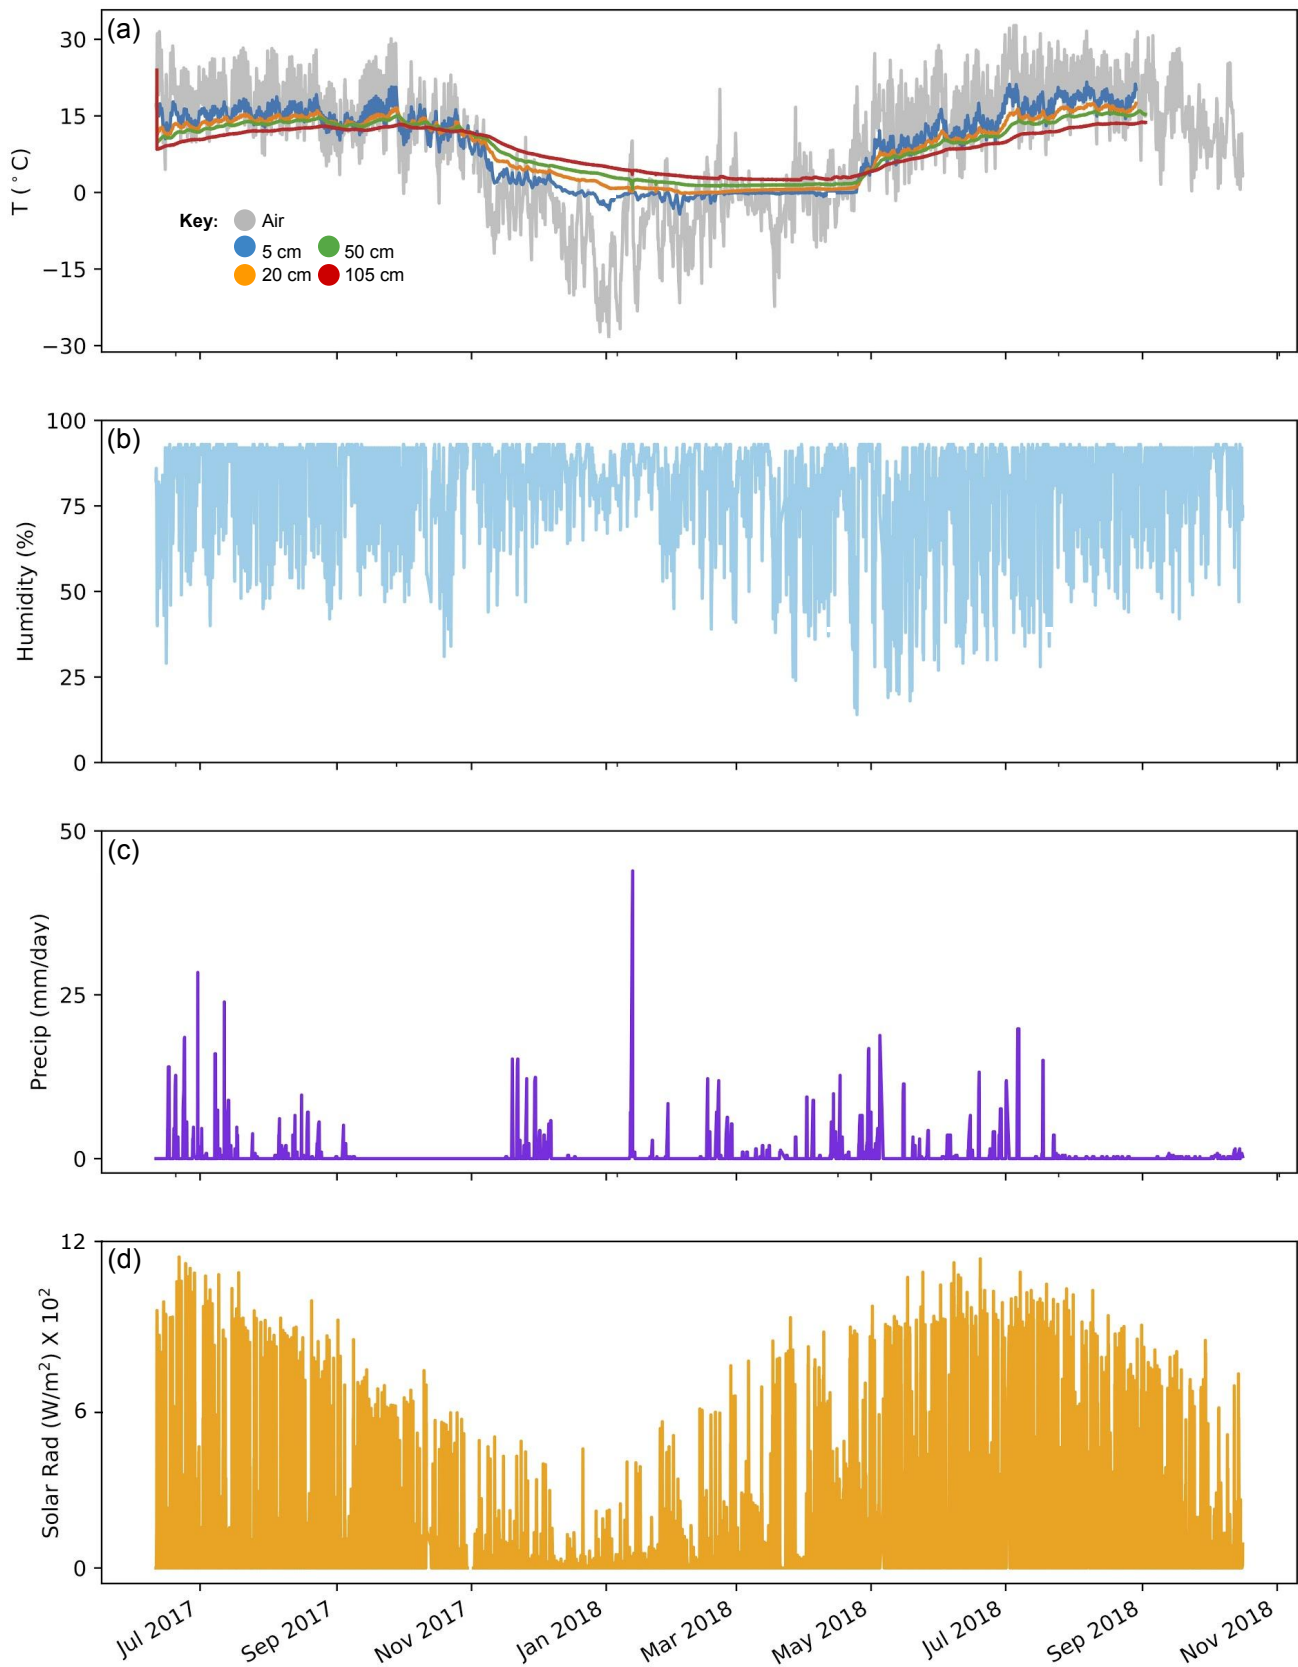 (a)
30
15
0
−15
−30
T (°C)
Key: Air
5 cm 50 cm
20 cm 105 cm
(b)
100
75
50
25
0
Humidity (%)
(c)
50
25
0
Precip (mm/day)
(d)
12
6
0
Solar Rad (W/m²) X 10²
Jul 2017 Sep 2017 Nov 2017 Jan 2018 Mar 2018 May 2018 Jul 2018 Sep 2018 Nov 2018